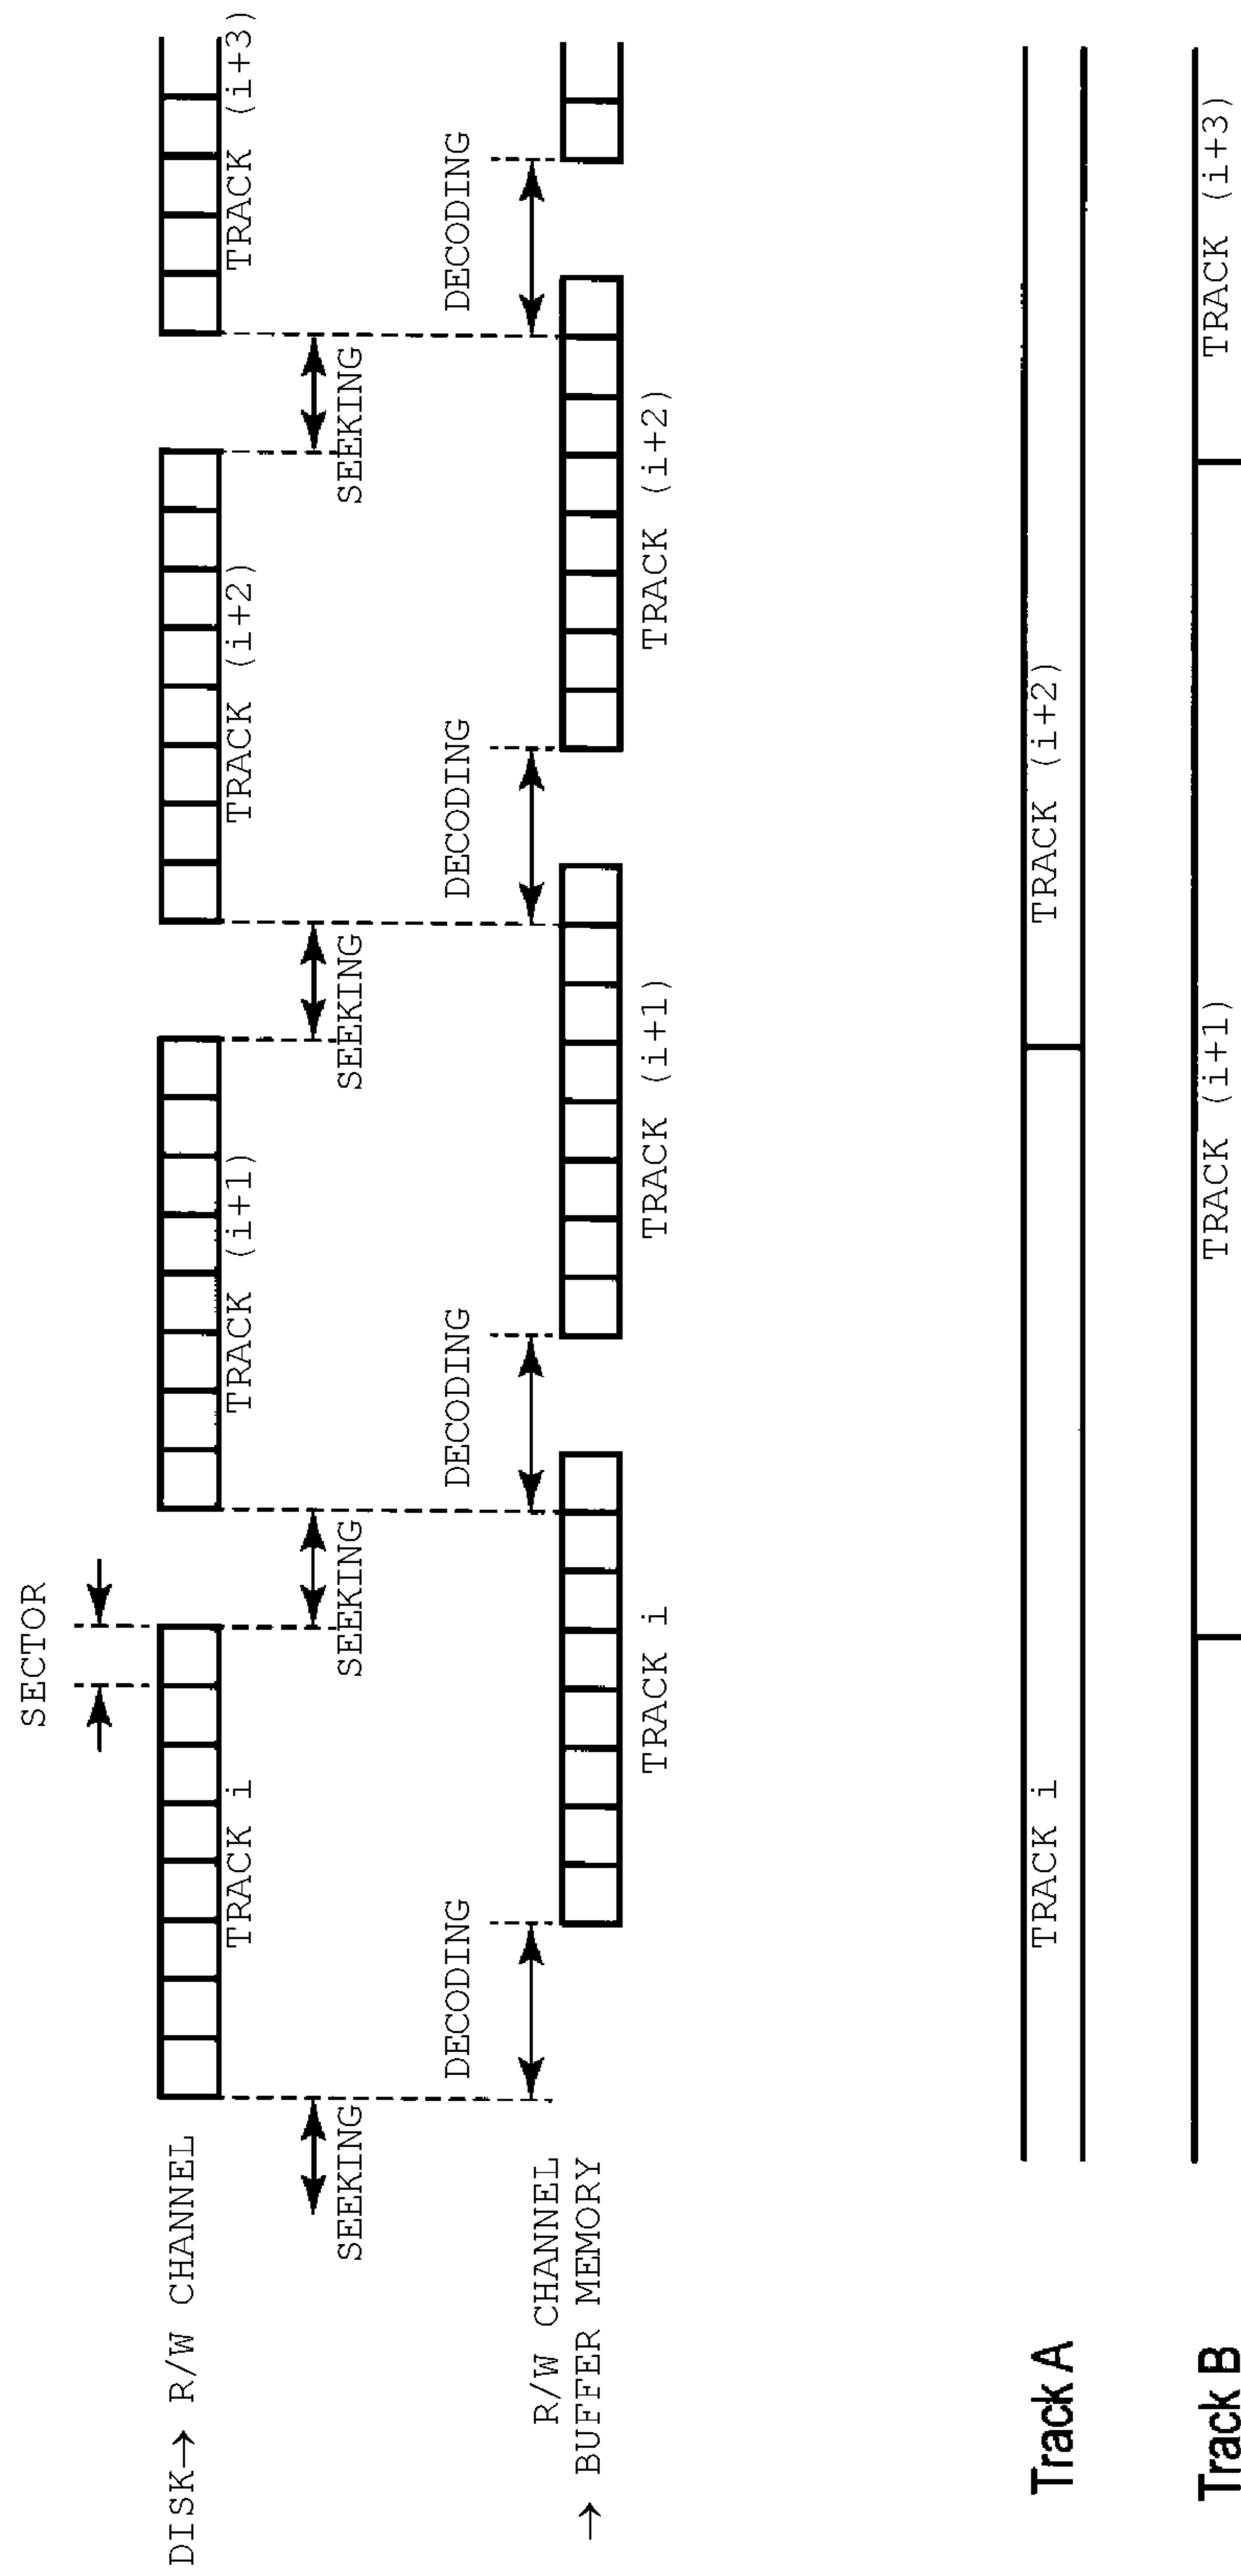 SECTOR
DISK→ R/W CHANNEL
TRACK i
TRACK (i+1)
TRACK (i+2)
TRACK (i+3)
SEEKING
SEEKING
SEEKING
SEEKING
DECODING
DECODING
DECODING
DECODING
R/W CHANNEL
→ BUFFER MEMORY
TRACK i
TRACK (i+1)
TRACK (i+2)
Track A
TRACK i
TRACK (i+2)
Track B
TRACK (i+1)
TRACK (i+3)